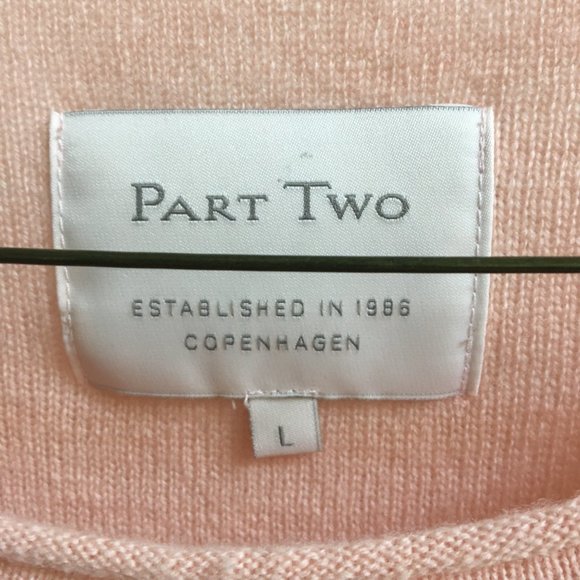 PART TWO
ESTABLISHED IN 1986
COPENHAGEN
L